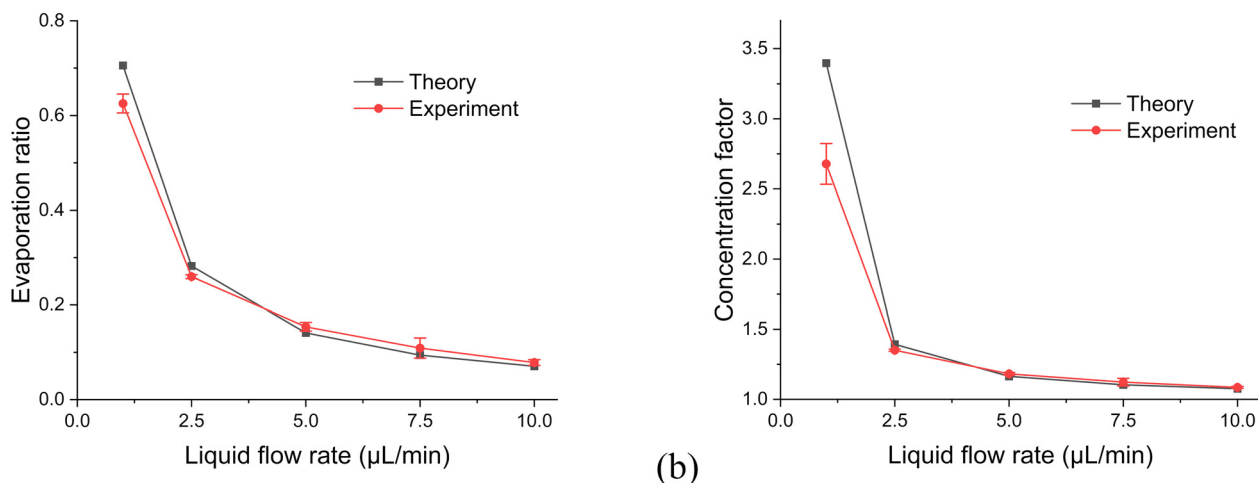 0.8
0.6
0.4
0.2
0.0
Evaporation ratio
Theory
Experiment
0.0 2.5 5.0 7.5 10.0
Liquid flow rate (μL/min)
(b)
3.5
3.0
2.5
2.0
1.5
1.0
Concentration factor
Theory
Experiment
0.0 2.5 5.0 7.5 10.0
Liquid flow rate (μL/min)